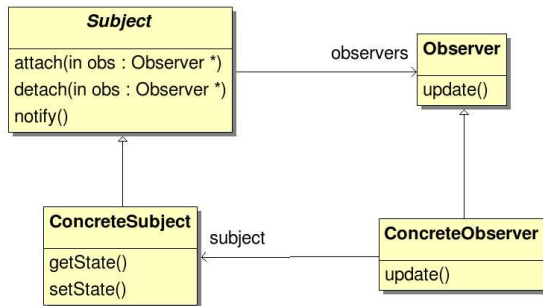 Subject
attach(in obs : Observer *)
detach(in obs : Observer *)
notify()
observers
Observer
update()
ConcreteSubject
getState()
setState()
subject
ConcreteObserver
update()